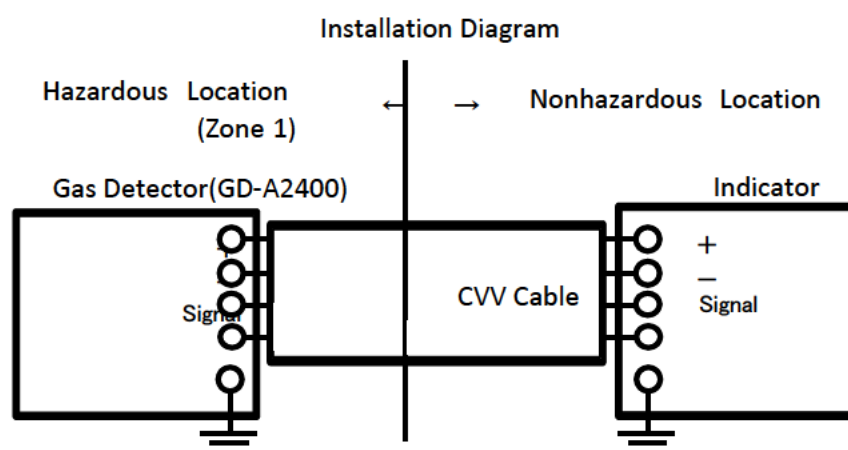 Installation Diagram
Hazardous Location
(Zone 1)
← →
Nonhazardous Location
Gas Detector(GD-A2400)
Indicator
+
−
Signal
CVV Cable
+
−
Signal